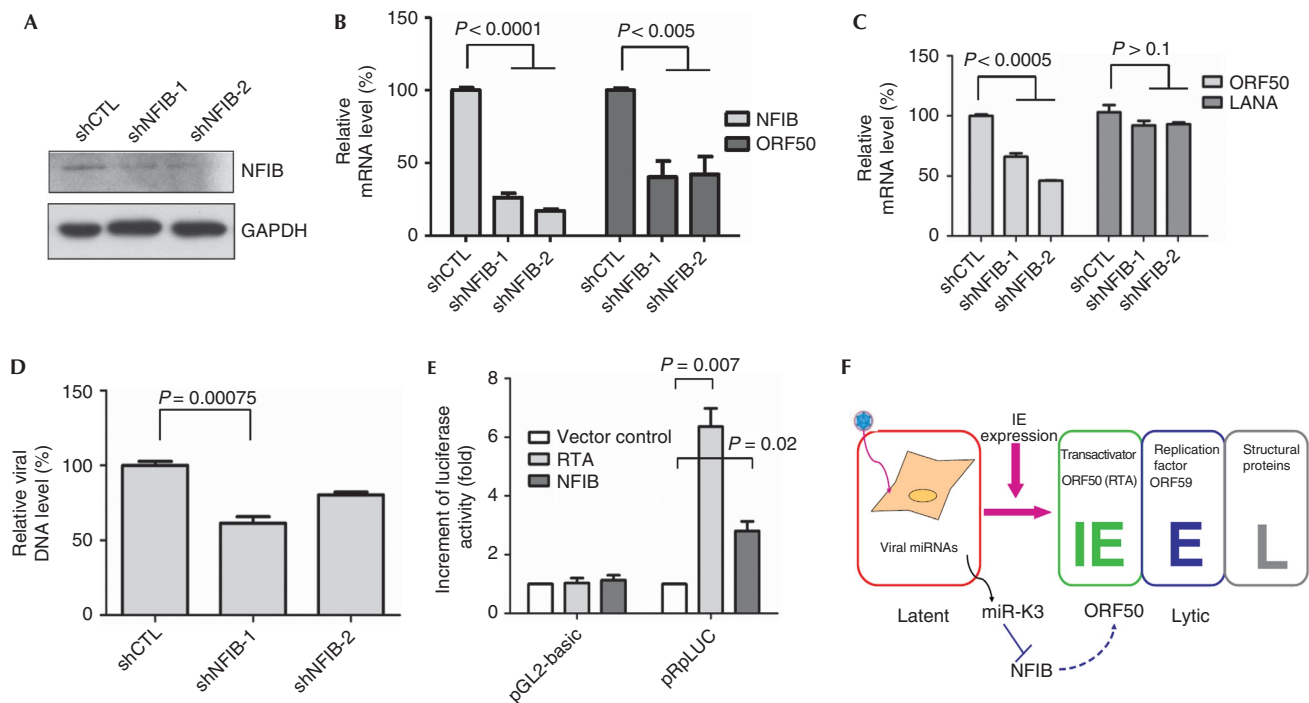 A
shCTL
shNFIB-1
shNFIB-2
NFIB
GAPDH
B
150
100
50
0
Relative
mRNA level (%)
P < 0.0001
P < 0.005
NFIB
ORF50
shCTL
shNFIB-1
shNFIB-2
shCTL
shNFIB-1
shNFIB-2
C
150
100
50
0
Relative
mRNA level (%)
P < 0.0005
P > 0.1
ORF50
LANA
shCTL
shNFIB-1
shNFIB-2
shCTL
shNFIB-1
shNFIB-2
D
150
100
50
0
Relative viral
DNA level (%)
P = 0.00075
shCTL
shNFIB-1
shNFIB-2
E
8
6
4
2
0
Increment of luciferase
activity (fold)
P = 0.007
P = 0.02
Vector control
RTA
NFIB
pGL2-basic
pRpLUC
F
IE
expression
Viral miRNAs
Transactivator
ORF50 (RTA)
IE
Replication
factor
ORF59
E
Structural
proteins
L
Latent
miR-K3
ORF50
Lytic
NFIB